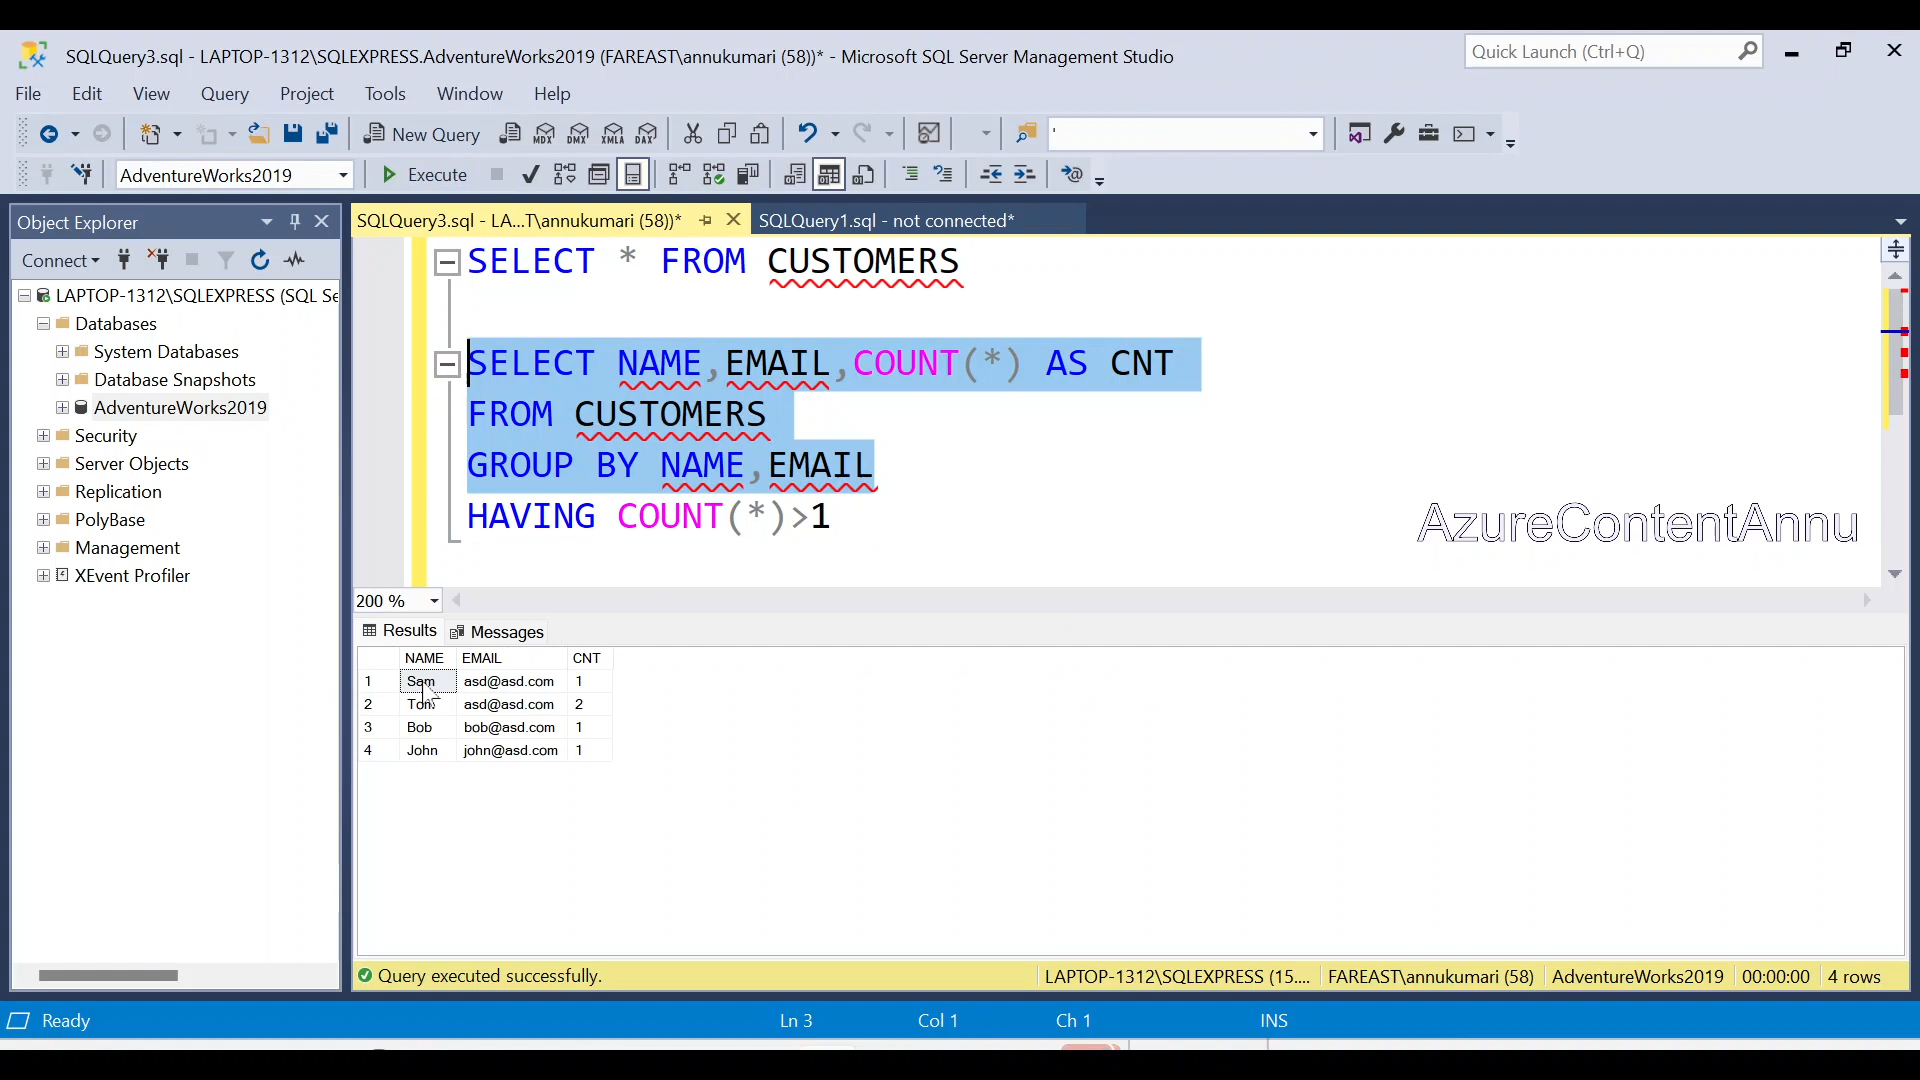 SQLQuery3.sql - LAPTOP-1312\SQLEXPRESS.AdventureWorks2019 (FAREAST\annukumari (58))* - Microsoft SQL Server Management Studio
Quick Launch (Ctrl+Q)
File Edit View Query Project Tools Window Help
New Query MDX DMX XMLA DAX '
AdventureWorks2019 Execute
Object Explorer
SQLQuery3.sql - LA...T\annukumari (58))* SQLQuery1.sql - not connected*
Connect
LAPTOP-1312\SQLEXPRESS (SQL Se
Databases
System Databases
Database Snapshots
AdventureWorks2019
Security
Server Objects
Replication
PolyBase
Management
XEvent Profiler
SELECT * FROM CUSTOMERS
SELECT NAME,EMAIL,COUNT(*) AS CNT
FROM CUSTOMERS
GROUP BY NAME,EMAIL
HAVING COUNT(*)>1
AzureContentAnnu
200 %
Results Messages
NAME EMAIL CNT
1 Sam asd@asd.com 1
2 Tom asd@asd.com 2
3 Bob bob@asd.com 1
4 John john@asd.com 1
Query executed successfully. LAPTOP-1312\SQLEXPRESS (15.... FAREAST\annukumari (58) AdventureWorks2019 00:00:00 4 rows
Ready Ln 3 Col 1 Ch 1 INS